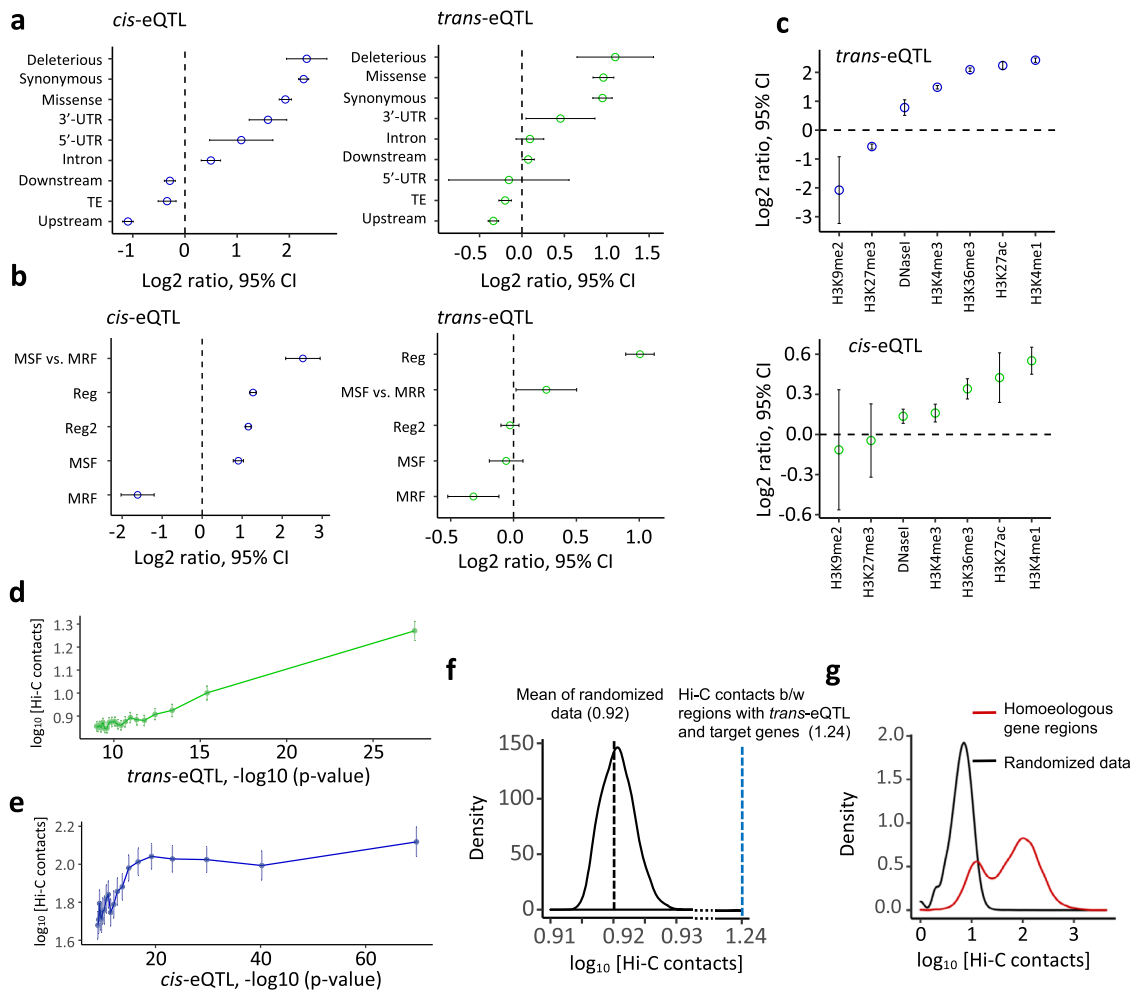 a
cis-eQTL
Deleterious
Synonymous
Missense
3'-UTR
5'-UTR
Intron
Downstream
TE
Upstream
-1 0 1 2
Log2 ratio, 95% CI
trans-eQTL
Deleterious
Missense
Synonymous
3'-UTR
Intron
Downstream
5'-UTR
TE
Upstream
-0.5 0.0 0.5 1.0 1.5
Log2 ratio, 95% CI
b
cis-eQTL
MSF vs. MRF
Reg
Reg2
MSF
MRF
-2 -1 0 1 2 3
Log2 ratio, 95% CI
trans-eQTL
Reg
MSF vs. MRR
Reg2
MSF
MRF
-0.5 0.0 0.5 1.0
Log2 ratio, 95% CI
c
trans-eQTL
Log2 ratio, 95% CI
2
1
0
-1
-2
-3
H3K9me2
H3K27me3
DNaseI
H3K4me3
H3K36me3
H3K27ac
H3K4me1
cis-eQTL
Log2 ratio, 95% CI
0.6
0.3
0.0
-0.3
-0.6
H3K9me2
H3K27me3
DNaseI
H3K4me3
H3K36me3
H3K27ac
H3K4me1
d
log10 [Hi-C contacts]
1.3
1.2
1.1
1.0
0.9
10 15 20 25
trans-eQTL, -log10 (p-value)
e
log10 [Hi-C contacts]
2.2
2.0
1.8
1.6
20 40 60
cis-eQTL, -log10 (p-value)
f
Mean of randomized
data (0.92)
Hi-C contacts b/w
regions with trans-eQTL
and target genes (1.24)
Density
150
100
50
0
0.91 0.92 0.93 1.24
log10 [Hi-C contacts]
g
Homoeologous
gene regions
Randomized data
Density
2.0
1.5
1.0
0.5
0.0
0 1 2 3
log10 [Hi-C contacts]